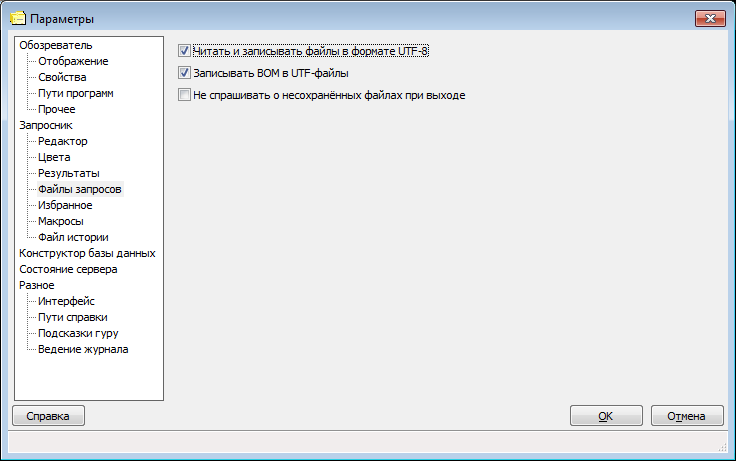 Параметры
Обозреватель
Отображение
Свойства
Пути программ
Прочее
Запросник
Редактор
Цвета
Результаты
Файлы запросов
Избранное
Макросы
Файл истории
Конструктор базы данных
Состояние сервера
Разное
Интерфейс
Пути справки
Подсказки гуру
Ведение журнала
Читать и записывать файлы в формате UTF-8
Записывать BOM в UTF-файлы
Не спрашивать о несохранённых файлах при выходе
Справка
OK
Отмена